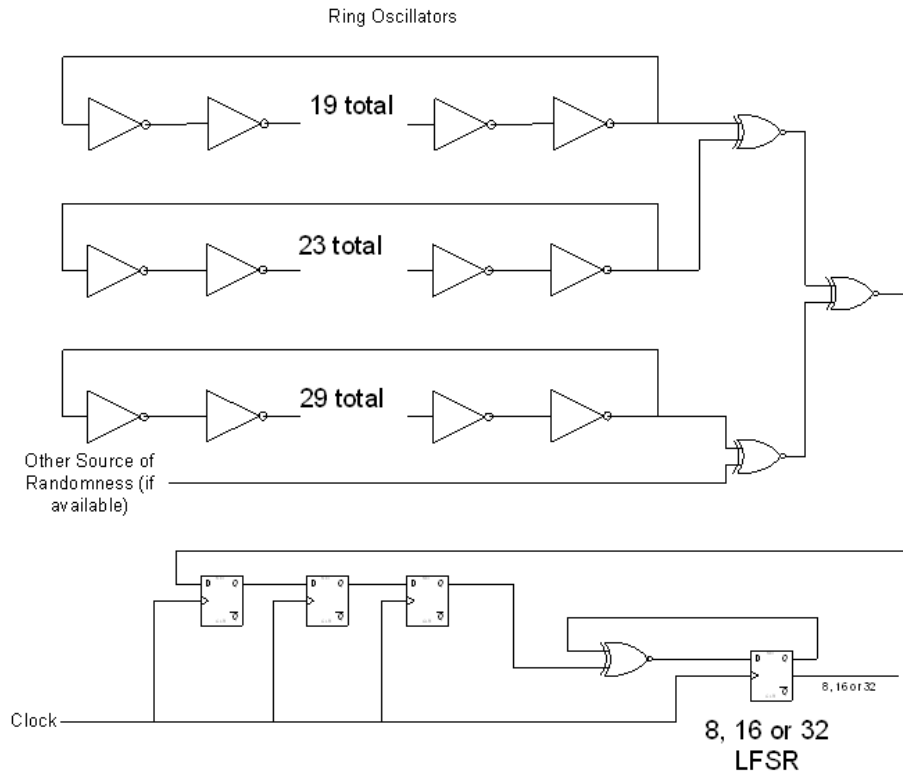 Ring Oscillators
19 total
23 total
29 total
Other Source of
Randomness (if
available)
D Q
Q
D Q
Q
D Q
Q
D Q
Q
8, 16 or 32
Clock
8, 16 or 32
LFSR